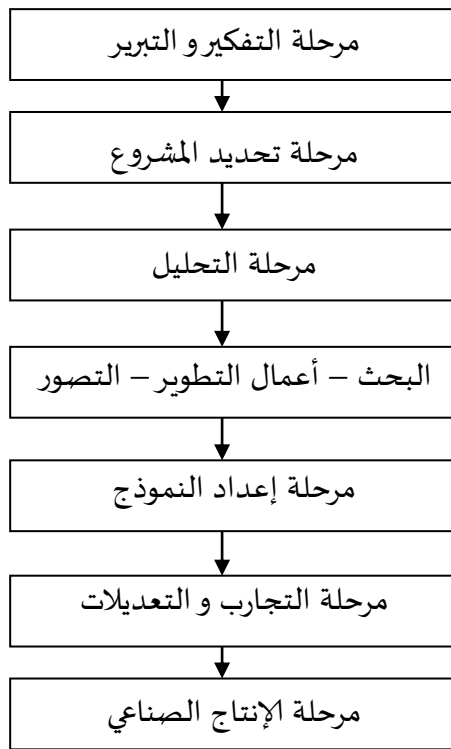 مرحلة التفكير و التبرير
مرحلة تحديد المشروع
مرحلة التحليل
البحث – أعمال التطوير – التصور
مرحلة إعداد النموذج
مرحلة التجارب و التعديلات
مرحلة الإنتاج الصناعي